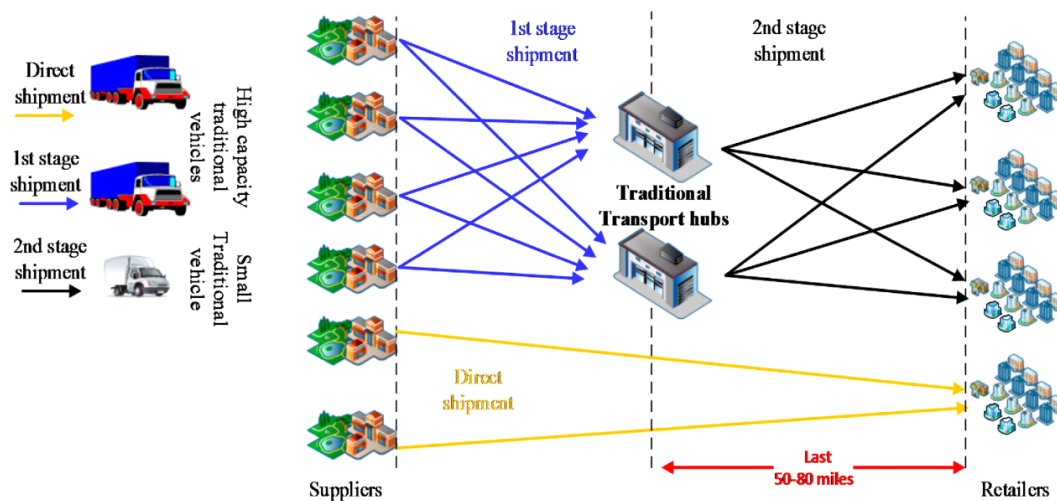 Direct
shipment
1st stage
shipment
2nd stage
shipment
High capacity
traditional
vehicles
Small
Traditional
vehicle
1st stage
shipment
2nd stage
shipment
Traditional
Transport hubs
Direct
shipment
Last
50-80 miles
Suppliers
Retailers